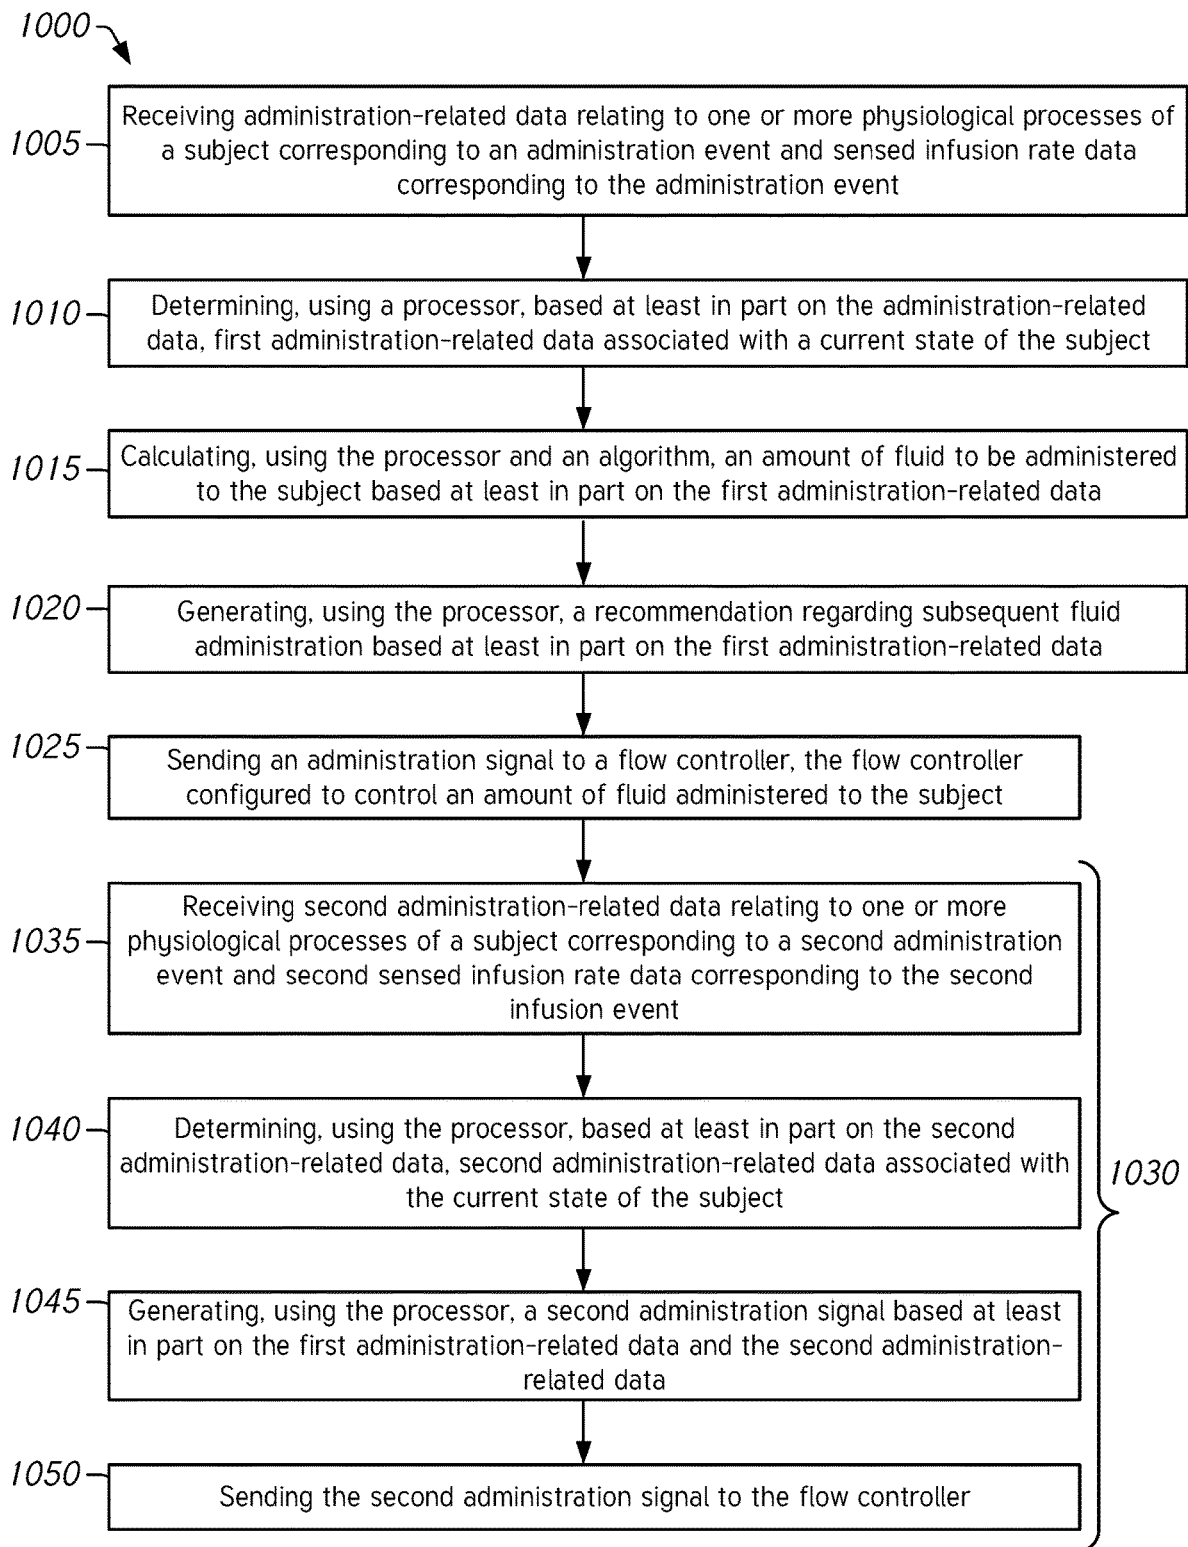 1000
1005
Receiving administration-related data relating to one or more physiological processes of
a subject corresponding to an administration event and sensed infusion rate data
corresponding to the administration event
1010
Determining, using a processor, based at least in part on the administration-related
data, first administration-related data associated with a current state of the subject
1015
Calculating, using the processor and an algorithm, an amount of fluid to be administered
to the subject based at least in part on the first administration-related data
1020
Generating, using the processor, a recommendation regarding subsequent fluid
administration based at least in part on the first administration-related data
1025
Sending an administration signal to a flow controller, the flow controller
configured to control an amount of fluid administered to the subject
1035
Receiving second administration-related data relating to one or more
physiological processes of a subject corresponding to a second administration
event and second sensed infusion rate data corresponding to the second
infusion event
1040
Determining, using the processor, based at least in part on the second
administration-related data, second administration-related data associated with
the current state of the subject
1030
1045
Generating, using the processor, a second administration signal based at least
in part on the first administration-related data and the second administration-
related data
1050
Sending the second administration signal to the flow controller